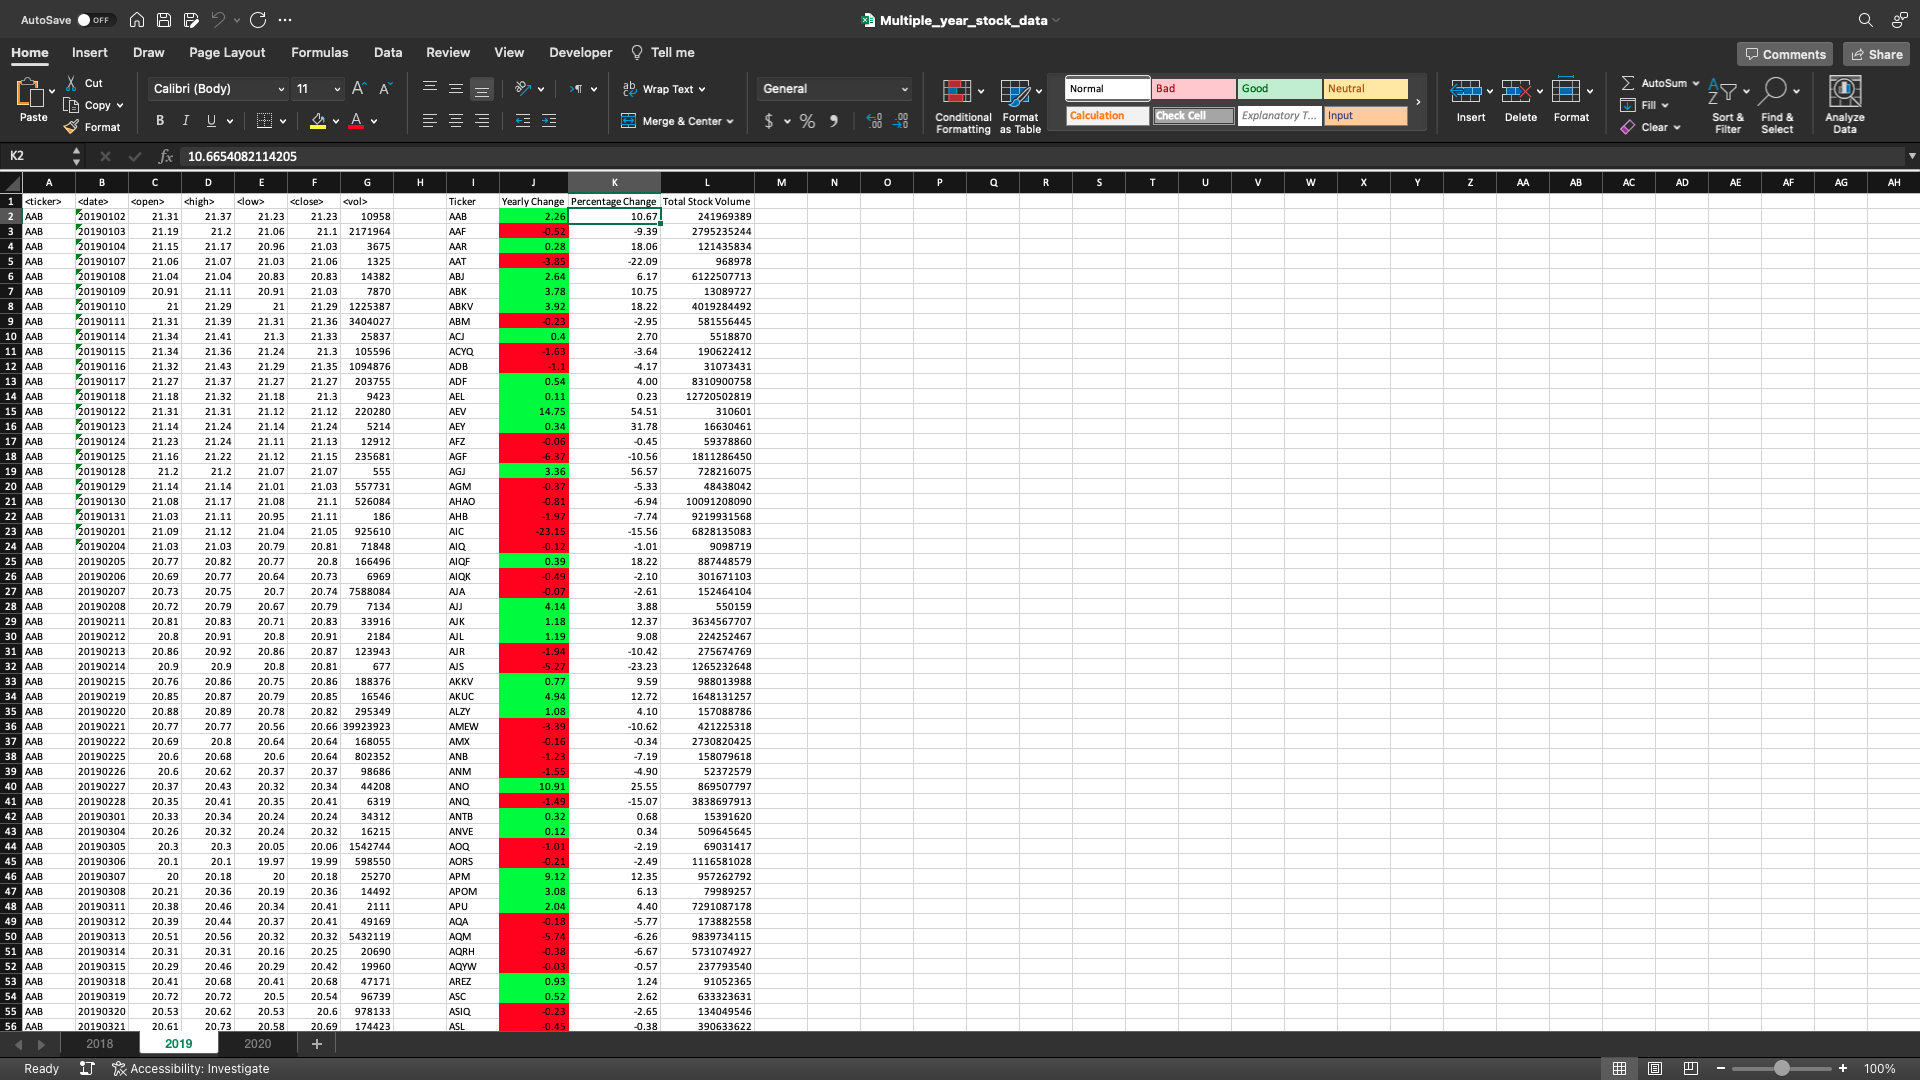 AutoSave OFF Multiple_year_stock_data
Home Insert Draw Page Layout Formulas Data Review View Developer Tell me Comments Share
Paste Cut Copy Format Calibri (Body) 11 Wrap Text Merge & Center General Conditional Formatting Format as Table Normal Bad Good Neutral Calculation Check Cell Explanatory T... Input Insert Delete Format AutoSum Fill Clear Sort & Filter Find & Select Analyze Data
K2 fx 10.6654082114205
A B C D E F G H I J K L M N O P Q R S T U V W X Y Z AA AB AC AD AE AF AG AH
1 <ticker> <date> <open> <high> <low> <close> <vol> Ticker Yearly Change Percentage Change Total Stock Volume
2 AAB 20190102 21.31 21.37 21.23 21.23 10958 AAB 2.26 10.67 241969389
3 AAB 20190103 21.19 21.2 21.06 21.1 2171964 AAF -0.52 -9.39 2795235244
4 AAB 20190104 21.15 21.17 20.96 21.03 3675 AAR 0.28 18.06 121435834
5 AAB 20190107 21.06 21.07 21.03 21.06 1325 AAT -3.85 -22.09 968978
6 AAB 20190108 21.04 21.04 20.83 20.83 14382 ABJ 2.64 6.17 6122507713
7 AAB 20190109 20.91 21.11 20.91 21.03 7870 ABK 3.78 10.75 13089727
8 AAB 20190110 21 21.29 21 21.29 1225387 ABKV 3.92 18.22 4019284492
9 AAB 20190111 21.31 21.39 21.31 21.36 3404027 ABM -0.23 -2.95 581556445
10 AAB 20190114 21.34 21.41 21.3 21.33 25837 ACJ 0.4 2.70 5518870
11 AAB 20190115 21.34 21.36 21.24 21.3 105596 ACYQ -1.63 -3.64 190622412
12 AAB 20190116 21.32 21.43 21.29 21.35 1094876 ADB -1.1 -4.17 31073431
13 AAB 20190117 21.27 21.37 21.27 21.27 203755 ADF 0.54 4.00 8310900758
14 AAB 20190118 21.18 21.32 21.18 21.3 9423 AEL 0.11 0.23 12720502819
15 AAB 20190122 21.31 21.31 21.12 21.12 220280 AEV 14.75 54.51 310601
16 AAB 20190123 21.14 21.24 21.14 21.24 5214 AEY 0.34 31.78 16630461
17 AAB 20190124 21.23 21.24 21.11 21.13 12912 AFZ -0.06 -0.45 59378860
18 AAB 20190125 21.16 21.22 21.12 21.15 235681 AGF -6.37 -10.56 1811286450
19 AAB 20190128 21.2 21.2 21.07 21.07 555 AGJ 3.36 56.57 728216075
20 AAB 20190129 21.14 21.14 21.01 21.03 557731 AGM -0.37 -5.33 48438042
21 AAB 20190130 21.08 21.17 21.08 21.1 526084 AHAO -0.81 -6.94 10091208090
22 AAB 20190131 21.03 21.11 20.95 21.11 186 AHB -1.97 -7.74 9219931568
23 AAB 20190201 21.09 21.12 21.04 21.05 925610 AIC -23.15 -15.56 6828135083
24 AAB 20190204 21.03 21.03 20.79 20.81 71848 AIQ -0.12 -1.01 9098719
25 AAB 20190205 20.77 20.82 20.77 20.8 166496 AIQF 0.39 18.22 887448579
26 AAB 20190206 20.69 20.77 20.64 20.73 6969 AIQK -0.49 -2.10 301671103
27 AAB 20190207 20.73 20.75 20.7 20.74 7588084 AJA -0.07 -2.61 152464104
28 AAB 20190208 20.72 20.79 20.67 20.79 7134 AJJ 4.14 3.88 550159
29 AAB 20190211 20.81 20.83 20.71 20.83 33916 AJK 1.18 12.37 3634567707
30 AAB 20190212 20.8 20.91 20.8 20.91 2184 AJL 1.19 9.08 224252467
31 AAB 20190213 20.86 20.92 20.86 20.87 123943 AJR -1.94 -10.42 275674769
32 AAB 20190214 20.9 20.9 20.8 20.81 677 AJS -5.27 -23.23 1265232648
33 AAB 20190215 20.76 20.86 20.75 20.86 188376 AKKV 0.77 9.59 988013988
34 AAB 20190219 20.85 20.87 20.79 20.85 16546 AKUC 4.94 12.72 1648131257
35 AAB 20190220 20.88 20.89 20.78 20.82 295349 ALZY 1.08 4.10 157088786
36 AAB 20190221 20.77 20.77 20.56 20.66 39923923 AMEW -3.39 -10.62 421225318
37 AAB 20190222 20.69 20.8 20.64 20.64 168055 AMX -0.16 -0.34 2730820425
38 AAB 20190225 20.6 20.68 20.6 20.64 802352 ANB -1.23 -7.19 158079618
39 AAB 20190226 20.6 20.62 20.37 20.37 98686 ANM -1.55 -4.90 52372579
40 AAB 20190227 20.37 20.43 20.32 20.34 44208 ANO 10.91 25.55 869507797
41 AAB 20190228 20.35 20.41 20.35 20.41 6319 ANQ -1.49 -15.07 3838697913
42 AAB 20190301 20.33 20.34 20.24 20.24 34312 ANTB 0.32 0.68 15391620
43 AAB 20190304 20.26 20.32 20.24 20.32 16215 ANVE 0.12 0.34 509645645
44 AAB 20190305 20.3 20.3 20.05 20.06 1542744 AOQ -1.01 -2.19 69031417
45 AAB 20190306 20.1 20.1 19.97 19.99 598550 AORS -0.21 -2.49 1116581028
46 AAB 20190307 20 20.18 20 20.18 25270 APM 9.12 12.35 957262792
47 AAB 20190308 20.21 20.36 20.19 20.36 14492 APOM 3.08 6.13 79989257
48 AAB 20190311 20.38 20.46 20.34 20.41 2111 APU 2.04 4.40 7291087178
49 AAB 20190312 20.39 20.44 20.37 20.41 49169 AQA -0.18 -5.77 173882558
50 AAB 20190313 20.51 20.56 20.32 20.32 5432119 AQM -5.74 -6.26 9839734115
51 AAB 20190314 20.31 20.31 20.16 20.25 20690 AQRH -0.38 -6.67 5731074927
52 AAB 20190315 20.29 20.46 20.29 20.42 19960 AQYW -0.03 -0.57 237793540
53 AAB 20190318 20.41 20.68 20.41 20.68 47171 AREZ 0.93 1.24 91052365
54 AAB 20190319 20.72 20.72 20.5 20.54 96739 ASC 0.52 2.62 633323631
55 AAB 20190320 20.53 20.62 20.53 20.6 978133 ASIQ -0.23 -2.65 134049546
56 AAB 20190321 20.61 20.73 20.58 20.69 174423 ASL -0.45 -0.38 390633622
2018 2019 2020 +
Ready Accessibility: Investigate 100%